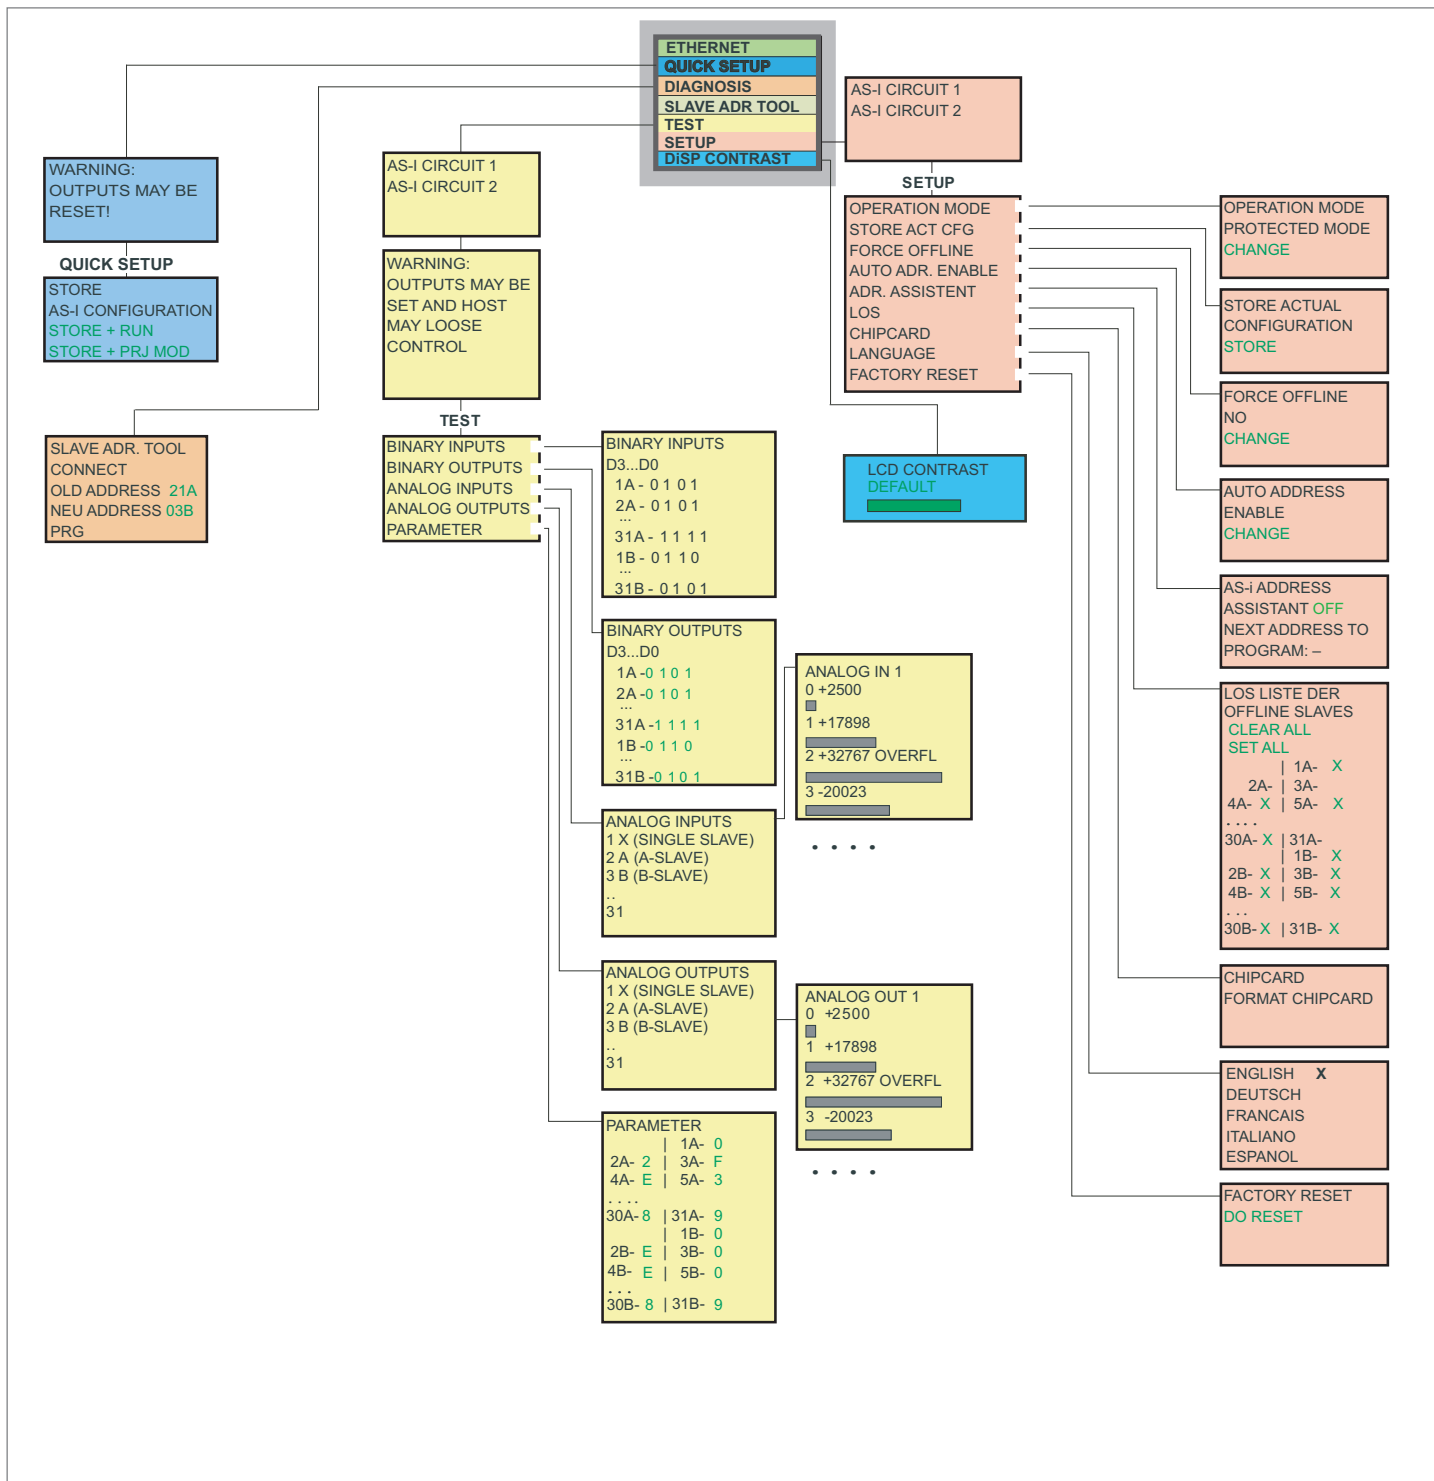 ETHERNET
QUICK SETUP
DIAGNOSIS
SLAVE ADR TOOL
TEST
SETUP
DiSP CONTRAST
WARNING:
OUTPUTS MAY BE
RESET!
QUICK SETUP
STORE
AS-I CONFIGURATION
STORE + RUN
STORE + PRJ MOD
SLAVE ADR. TOOL
CONNECT
OLD ADDRESS 21A
NEU ADDRESS 03B
PRG
AS-I CIRCUIT 1
AS-I CIRCUIT 2
WARNING:
OUTPUTS MAY BE
SET AND HOST
MAY LOOSE
CONTROL
TEST
BINARY INPUTS
BINARY OUTPUTS
ANALOG INPUTS
ANALOG OUTPUTS
PARAMETER
BINARY INPUTS
D3...D0
1A - 0 1 0 1
2A - 0 1 0 1
...
31A - 1 1 1 1
1B - 0 1 1 0
...
31B - 0 1 0 1
BINARY OUTPUTS
D3...D0
1A -0 1 0 1
2A -0 1 0 1
...
31A -1 1 1 1
1B -0 1 1 0
...
31B -0 1 0 1
ANALOG INPUTS
1 X (SINGLE SLAVE)
2 A (A-SLAVE)
3 B (B-SLAVE)
..
31
ANALOG OUTPUTS
1 X (SINGLE SLAVE)
2 A (A-SLAVE)
3 B (B-SLAVE)
..
31
PARAMETER
| 1A- 0
2A- 2 | 3A- F
4A- E | 5A- 3
. . . .
30A- 8 | 31A- 9
| 1B- 0
2B- E | 3B- 0
4B- E | 5B- 0
. . .
30B- 8 | 31B- 9
ANALOG IN 1
0 +2500
1 +17898
2 +32767 OVERFL
3 -20023
. . . .
ANALOG OUT 1
0 +2500
1 +17898
2 +32767 OVERFL
3 -20023
. . . .
LCD CONTRAST
DEFAULT
AS-I CIRCUIT 1
AS-I CIRCUIT 2
SETUP
OPERATION MODE
STORE ACT CFG
FORCE OFFLINE
AUTO ADR. ENABLE
ADR. ASSISTENT
LOS
CHIPCARD
LANGUAGE
FACTORY RESET
OPERATION MODE
PROTECTED MODE
CHANGE
STORE ACTUAL
CONFIGURATION
STORE
FORCE OFFLINE
NO
CHANGE
AUTO ADDRESS
ENABLE
CHANGE
AS-i ADDRESS
ASSISTANT OFF
NEXT ADDRESS TO
PROGRAM: –
LOS LISTE DER
OFFLINE SLAVES
CLEAR ALL
SET ALL
| 1A- X
2A- | 3A-
4A- X | 5A- X
. . . .
30A- X | 31A-
| 1B- X
2B- X | 3B- X
4B- X | 5B- X
. . .
30B- X | 31B- X
CHIPCARD
FORMAT CHIPCARD
ENGLISH X
DEUTSCH
FRANCAIS
ITALIANO
ESPANOL
FACTORY RESET
DO RESET